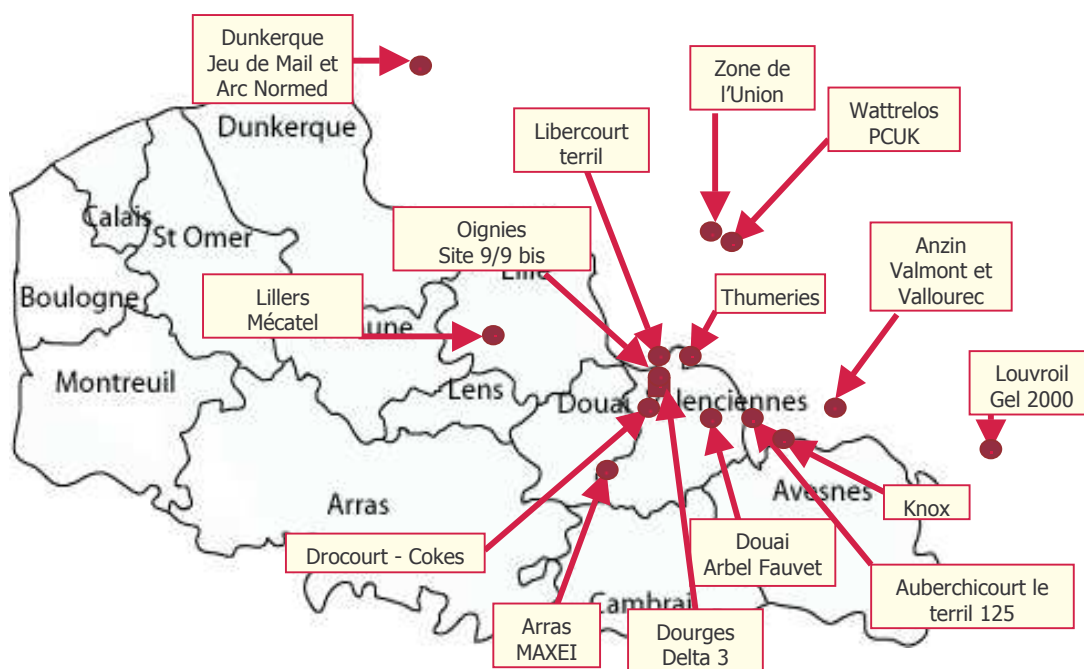 Dunkerque
Jeu de Mail et
Arc Normed
Zone de
l'Union
Wattrelos
PCUK
Libercourt
terril
Dunkerque
Calais
St Omer
Oignies
Site 9/9 bis
Anzin
Valmont et
Vallourec
Boulogne
Lillers
Mécatel
Thumeries
Louvroil
Gel 2000
Montreuil
Lens
Douai
lenciennes
Avesnes
Knox
Arras
Drocourt - Cokes
Douai
Arbel Fauvet
Auberchicourt le
terril 125
Cambrai
Arras
MAXEI
Dourges
Delta 3